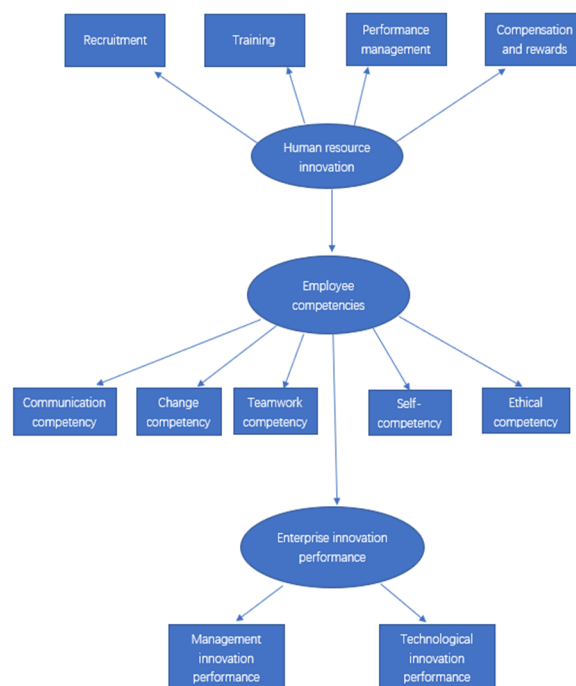 Recruitment
Training
Performance
management
Compensation
and rewards
Human resource
innovation
Employee
competencies
Communication
competency
Change
competency
Teamwork
competency
Self-
competency
Ethical
competency
Enterprise innovation
performance
Management
innovation
performance
Technological
innovation
performance